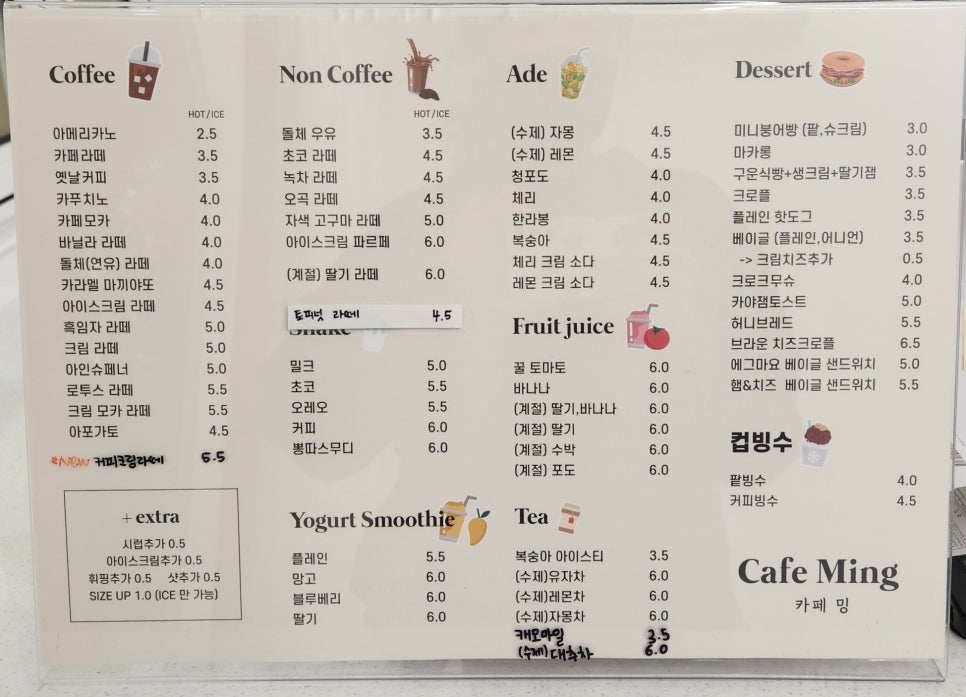 Coffee
HOT/ICE
아메리카노 2.5
카페라떼 3.5
옛날커피 3.5
카푸치노 4.0
카페모카 4.0
바닐라 라떼 4.0
돌체(연유) 라떼 4.0
카라멜 마끼야또 4.5
아이스크림 라떼 4.5
흑임자 라떼 5.0
크림 라떼 5.0
아인슈페너 5.0
로투스 라떼 5.5
크림 모카 라떼 5.5
아포가토 4.5
*NEW 커피크림라떼 5.5
+ extra
시럽추가 0.5
아이스크림추가 0.5
휘핑추가 0.5 샷추가 0.5
SIZE UP 1.0 (ICE 만 가능)
Non Coffee
HOT/ICE
돌체 우유 3.5
초코 라떼 4.5
녹차 라떼 4.5
오곡 라떼 4.5
자색 고구마 라떼 5.0
아이스크림 파르페 6.0
(계절) 딸기 라떼 6.0
토피넛 라떼 4.5
Shake
밀크 5.0
초코 5.5
오레오 5.5
커피 6.0
뽕따스무디 6.0
Yogurt Smoothie
플레인 5.5
망고 6.0
블루베리 6.0
딸기 6.0
Ade
(수제) 자몽 4.5
(수제) 레몬 4.5
청포도 4.0
체리 4.0
한라봉 4.0
복숭아 4.5
체리 크림 소다 4.5
레몬 크림 소다 4.5
Fruit juice
꿀 토마토 6.0
바나나 6.0
(계절) 딸기,바나나 6.0
(계절) 딸기 6.0
(계절) 수박 6.0
(계절) 포도 6.0
Tea
복숭아 아이스티 3.5
(수제)유자차 6.0
(수제)레몬차 6.0
(수제)자몽차 6.0
캐모마일 3.5
(수제)대추차 6.0
Dessert
미니붕어빵 (팥,슈크림) 3.0
마카롱 3.0
구운식빵+생크림+딸기잼 3.5
크로플 3.5
플레인 핫도그 3.5
베이글 (플레인,어니언) 3.5
-> 크림치즈추가 0.5
크로크무슈 4.0
카야잼토스트 5.0
허니브레드 5.5
브라운 치즈크로플 6.5
에그마요 베이글 샌드위치 5.0
햄&치즈 베이글 샌드위치 5.5
컵빙수
팥빙수 4.0
커피빙수 4.5
Cafe Ming
카페 밍